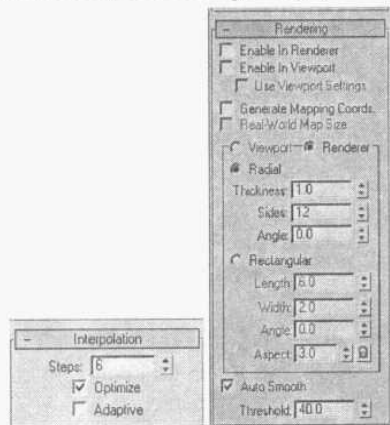 Rendering
Enable In Renderer
Enable In Viewport
Use Viewport Settings
Generate Mapping Coords.
Real-World Map Size
Viewport Renderer
Radial
Thickness: 1.0
Sides: 12
Angle: 0.0
Rectangular
Length: 6.0
Width: 2.0
Angle: 0.0
Aspect: 3.0
Auto Smooth
Threshold: 40.0
Interpolation
Steps: 6
Optimize
Adaptive